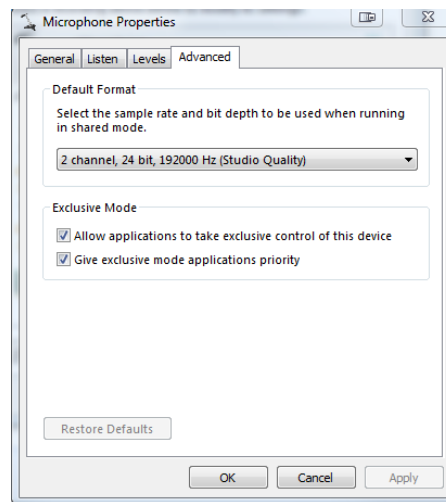 Microphone Properties
General
Listen
Levels
Advanced
Default Format
Select the sample rate and bit depth to be used when running
in shared mode.
2 channel, 24 bit, 192000 Hz (Studio Quality)
Exclusive Mode
Allow applications to take exclusive control of this device
Give exclusive mode applications priority
Restore Defaults
OK
Cancel
Apply